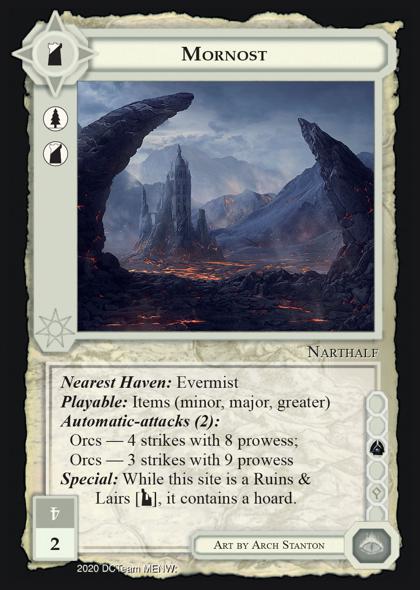 Mornost
Narthalf
Nearest Haven: Evermist
Playable: Items (minor, major, greater)
Automatic-attacks (2):
Orcs — 4 strikes with 8 prowess;
Orcs — 3 strikes with 9 prowess
Special: While this site is a Ruins &
Lairs [], it contains a hoard.
2
Art by Arch Stanton
2020 DCTeam MENW: